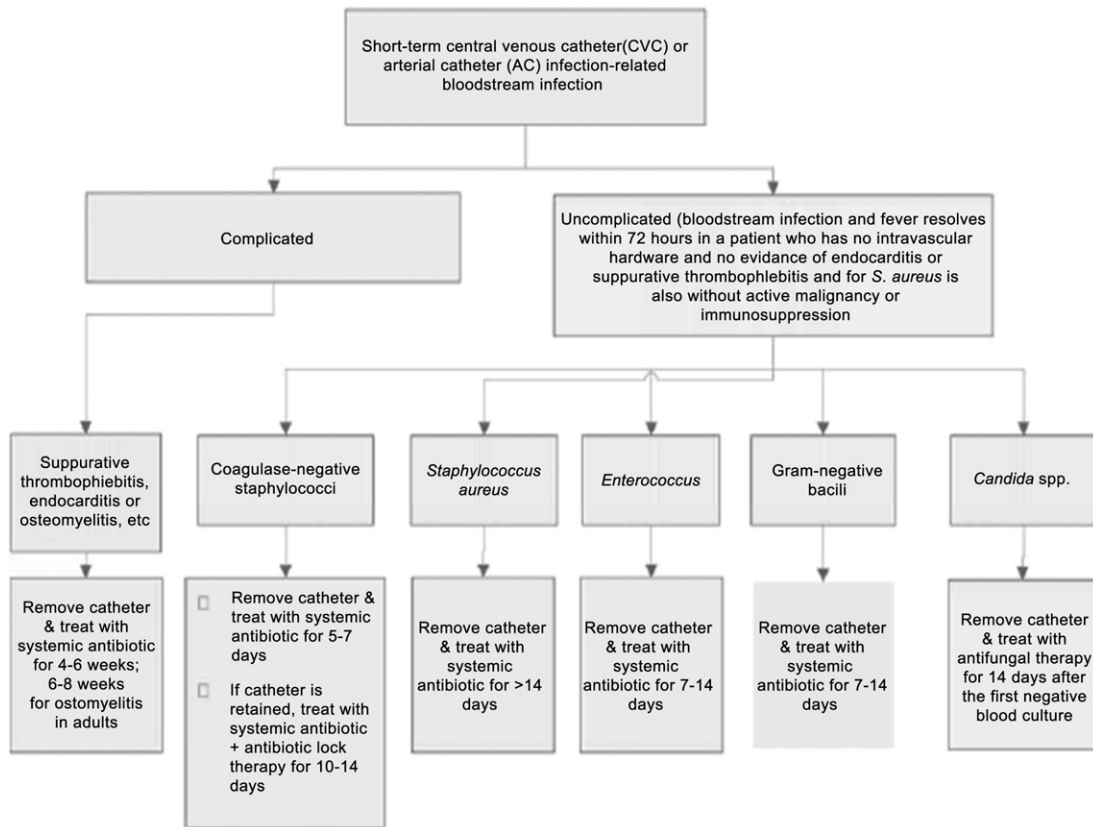 Short-term central venous catheter(CVC) or
arterial catheter (AC) infection-related
bloodstream infection
Complicated
Uncomplicated (bloodstream infection and fever resolves
within 72 hours in a patient who has no intravascular
hardware and no evidence of endocarditis or
suppurative thrombophlebitis and for S. aureus is
also without active malignancy or
immunosuppression
Suppurative
thrombophiebitis,
endocarditis or
osteomyelitis, etc
Coagulase-negative
staphylococci
Staphylococcus
aureus
Enterococcus
Gram-negative
bacili
Candida spp.
Remove catheter
& treat with
systemic antibiotic
for 4-6 weeks;
6-8 weeks
for ostomyelitis
in adults
Remove catheter &
treat with systemic
antibiotic for 5-7
days
If catheter is
retained, treat with
systemic antibiotic
+ antibiotic lock
therapy for 10-14
days
Remove catheter
& treat with
systemic
antibiotic for >14
days
Remove catheter
& treat with
systemic
antibiotic for 7-14
days
Remove catheter
& treat with
systemic
antibiotic for 7-14
days
Remove catheter
& treat with
antifungal therapy
for 14 days after
the first negative
blood culture